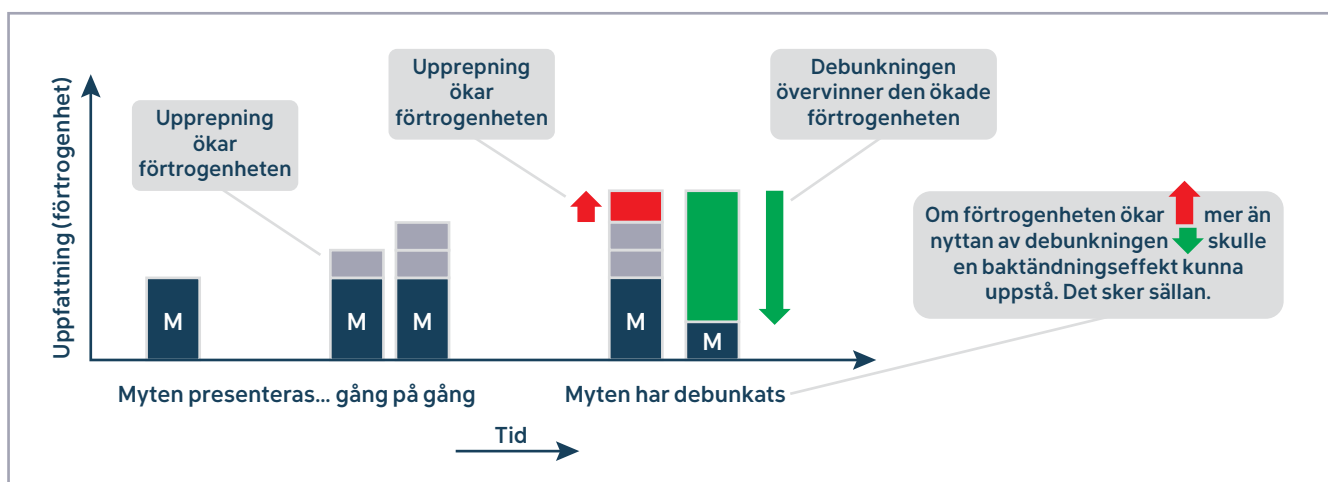 Uppfattning (förtrogenhet)
Upprepning
ökar
förtrogenheten
Upprepning
ökar
förtrogenheten
Debunkningen
övervinner den ökade
förtrogenheten
Om förtrogenheten ökar mer än
nyttan av debunkningen skulle
en baktändningseffekt kunna
uppstå. Det sker sällan.
M
M
M
M
M
Myten presenteras... gång på gång
Myten har debunkats
Tid